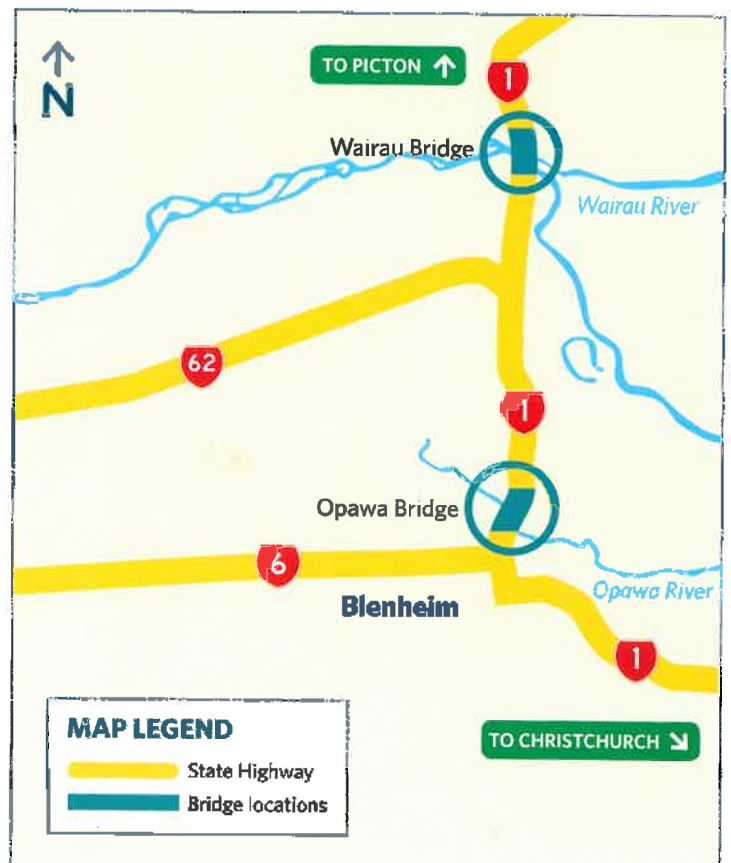 N
TO PICTON ↑
1
Wairau Bridge
Wairau River
62
1
Opawa Bridge
6
Opawa River
Blenheim
1
TO CHRISTCHURCH ↘
MAP LEGEND
State Highway
Bridge locations